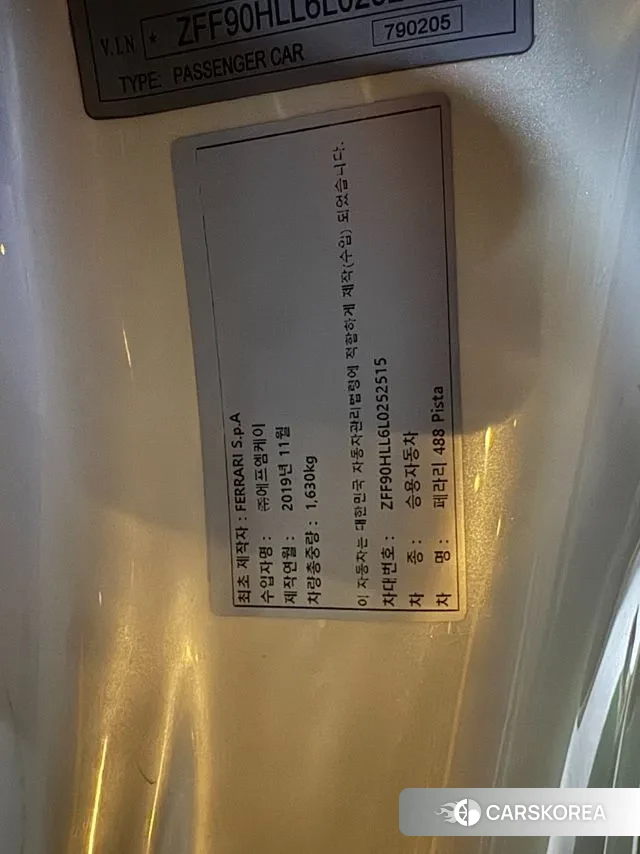 V.I.N * ZFF90HLL6L0252
790205
TYPE: PASSENGER CAR
최초 제작자 : FERRARI S.p.A
수입자명 : ㈜에프엠케이
제작연월 : 2019년 11월
차량총중량 : 1,630kg
이 자동차는 대한민국 자동차관리법령에 적합하게 제작(수입) 되었습니다.
차대번호 : ZFF90HLL6L0252515
차 종 : 승용자동차
차 명 : 페라리 488 Pista
CARSKOREA